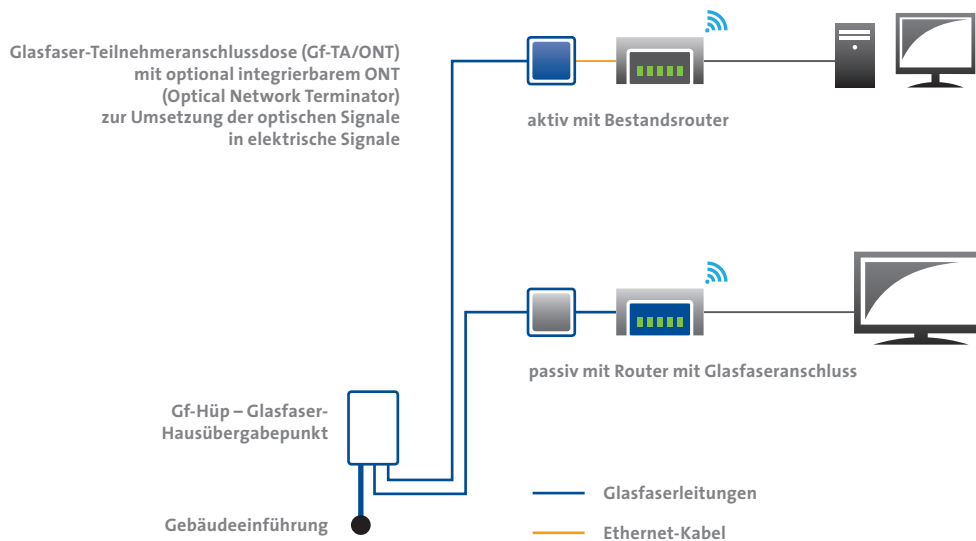 Glasfaser-Teilnehmeranschlussdose (Gf-TA/ONT)
mit optional integrierbarem ONT
(Optical Network Terminator)
zur Umsetzung der optischen Signale
in elektrische Signale
aktiv mit Bestandsrouter
passiv mit Router mit Glasfaseranschluss
Gf-Hüp – Glasfaser-
Hausübergabepunkt
Gebäudeeinführung
Glasfaserleitungen
Ethernet-Kabel